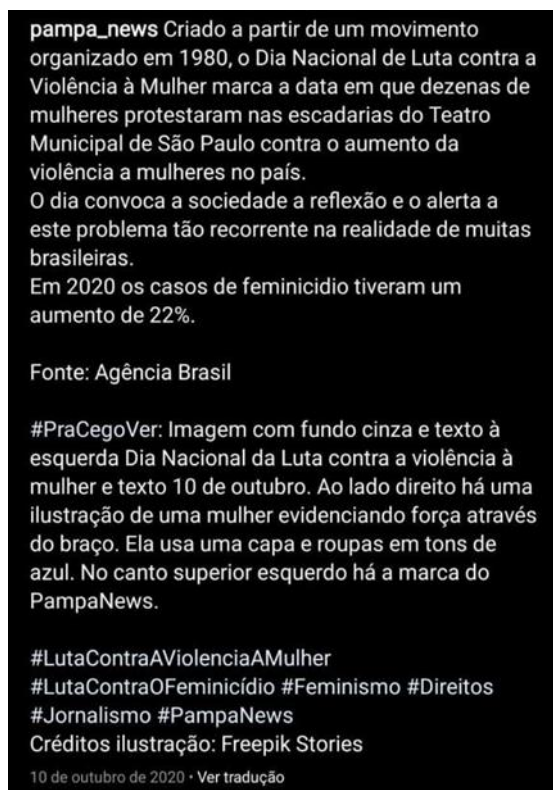 pampa_news Criado a partir de um movimento
organizado em 1980, o Dia Nacional de Luta contra a
Violência à Mulher marca a data em que dezenas de
mulheres protestaram nas escadarias do Teatro
Municipal de São Paulo contra o aumento da
violência a mulheres no país.
O dia convoca a sociedade a reflexão e o alerta a
este problema tão recorrente na realidade de muitas
brasileiras.
Em 2020 os casos de feminicidio tiveram um
aumento de 22%.

Fonte: Agência Brasil

#PraCegoVer: Imagem com fundo cinza e texto à
esquerda Dia Nacional da Luta contra a violência à
mulher e texto 10 de outubro. Ao lado direito há uma
ilustração de uma mulher evidenciando força através
do braço. Ela usa uma capa e roupas em tons de
azul. No canto superior esquerdo há a marca do
PampaNews.

#LutaContraAViolenciaAMulher
#LutaContraOFeminicídio #Feminismo #Direitos
#Jornalismo #PampaNews
Créditos ilustração: Freepik Stories
10 de outubro de 2020 · Ver tradução